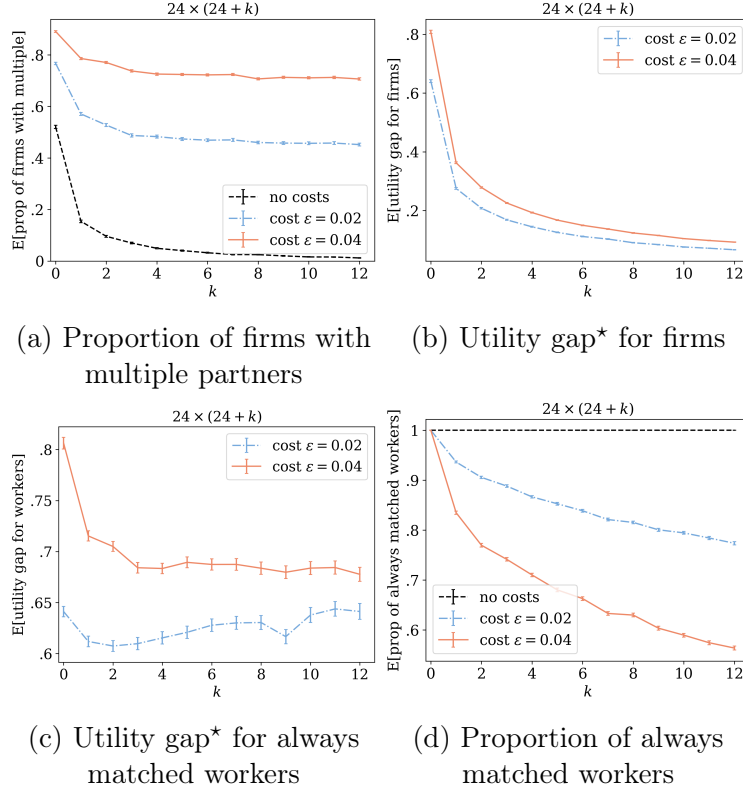 24 × (24 + k)
E[prop of firms with multiple]
.8
.6
.4
.2
0
no costs
cost ε = 0.02
cost ε = 0.04
0 2 4 6 8 10 12
k
(a) Proportion of firms with
multiple partners
24 × (24 + k)
E[utility gap for firms]
.8
.6
.4
.2
cost ε = 0.02
cost ε = 0.04
0 2 4 6 8 10 12
k
(b) Utility gap⋆ for firms
24 × (24 + k)
E[utility gap for workers]
.8
.75
.7
.65
.6
cost ε = 0.02
cost ε = 0.04
0 2 4 6 8 10 12
k
(c) Utility gap⋆ for always
matched workers
24 × (24 + k)
E[prop of always matched workers]
1
.9
.8
.7
.6
no costs
cost ε = 0.02
cost ε = 0.04
0 2 4 6 8 10 12
k
(d) Proportion of always
matched workers